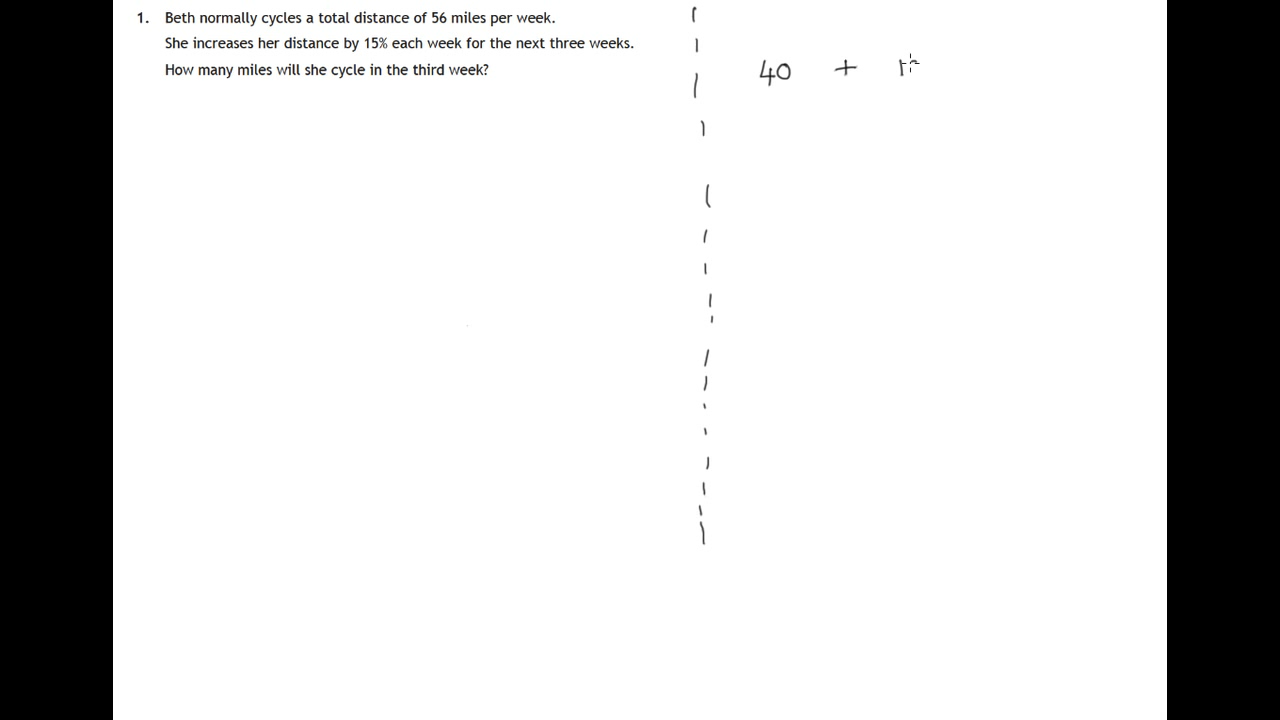 1. Beth normally cycles a total distance of 56 miles per week.
She increases her distance by 15% each week for the next three weeks.
How many miles will she cycle in the third week?
40 +